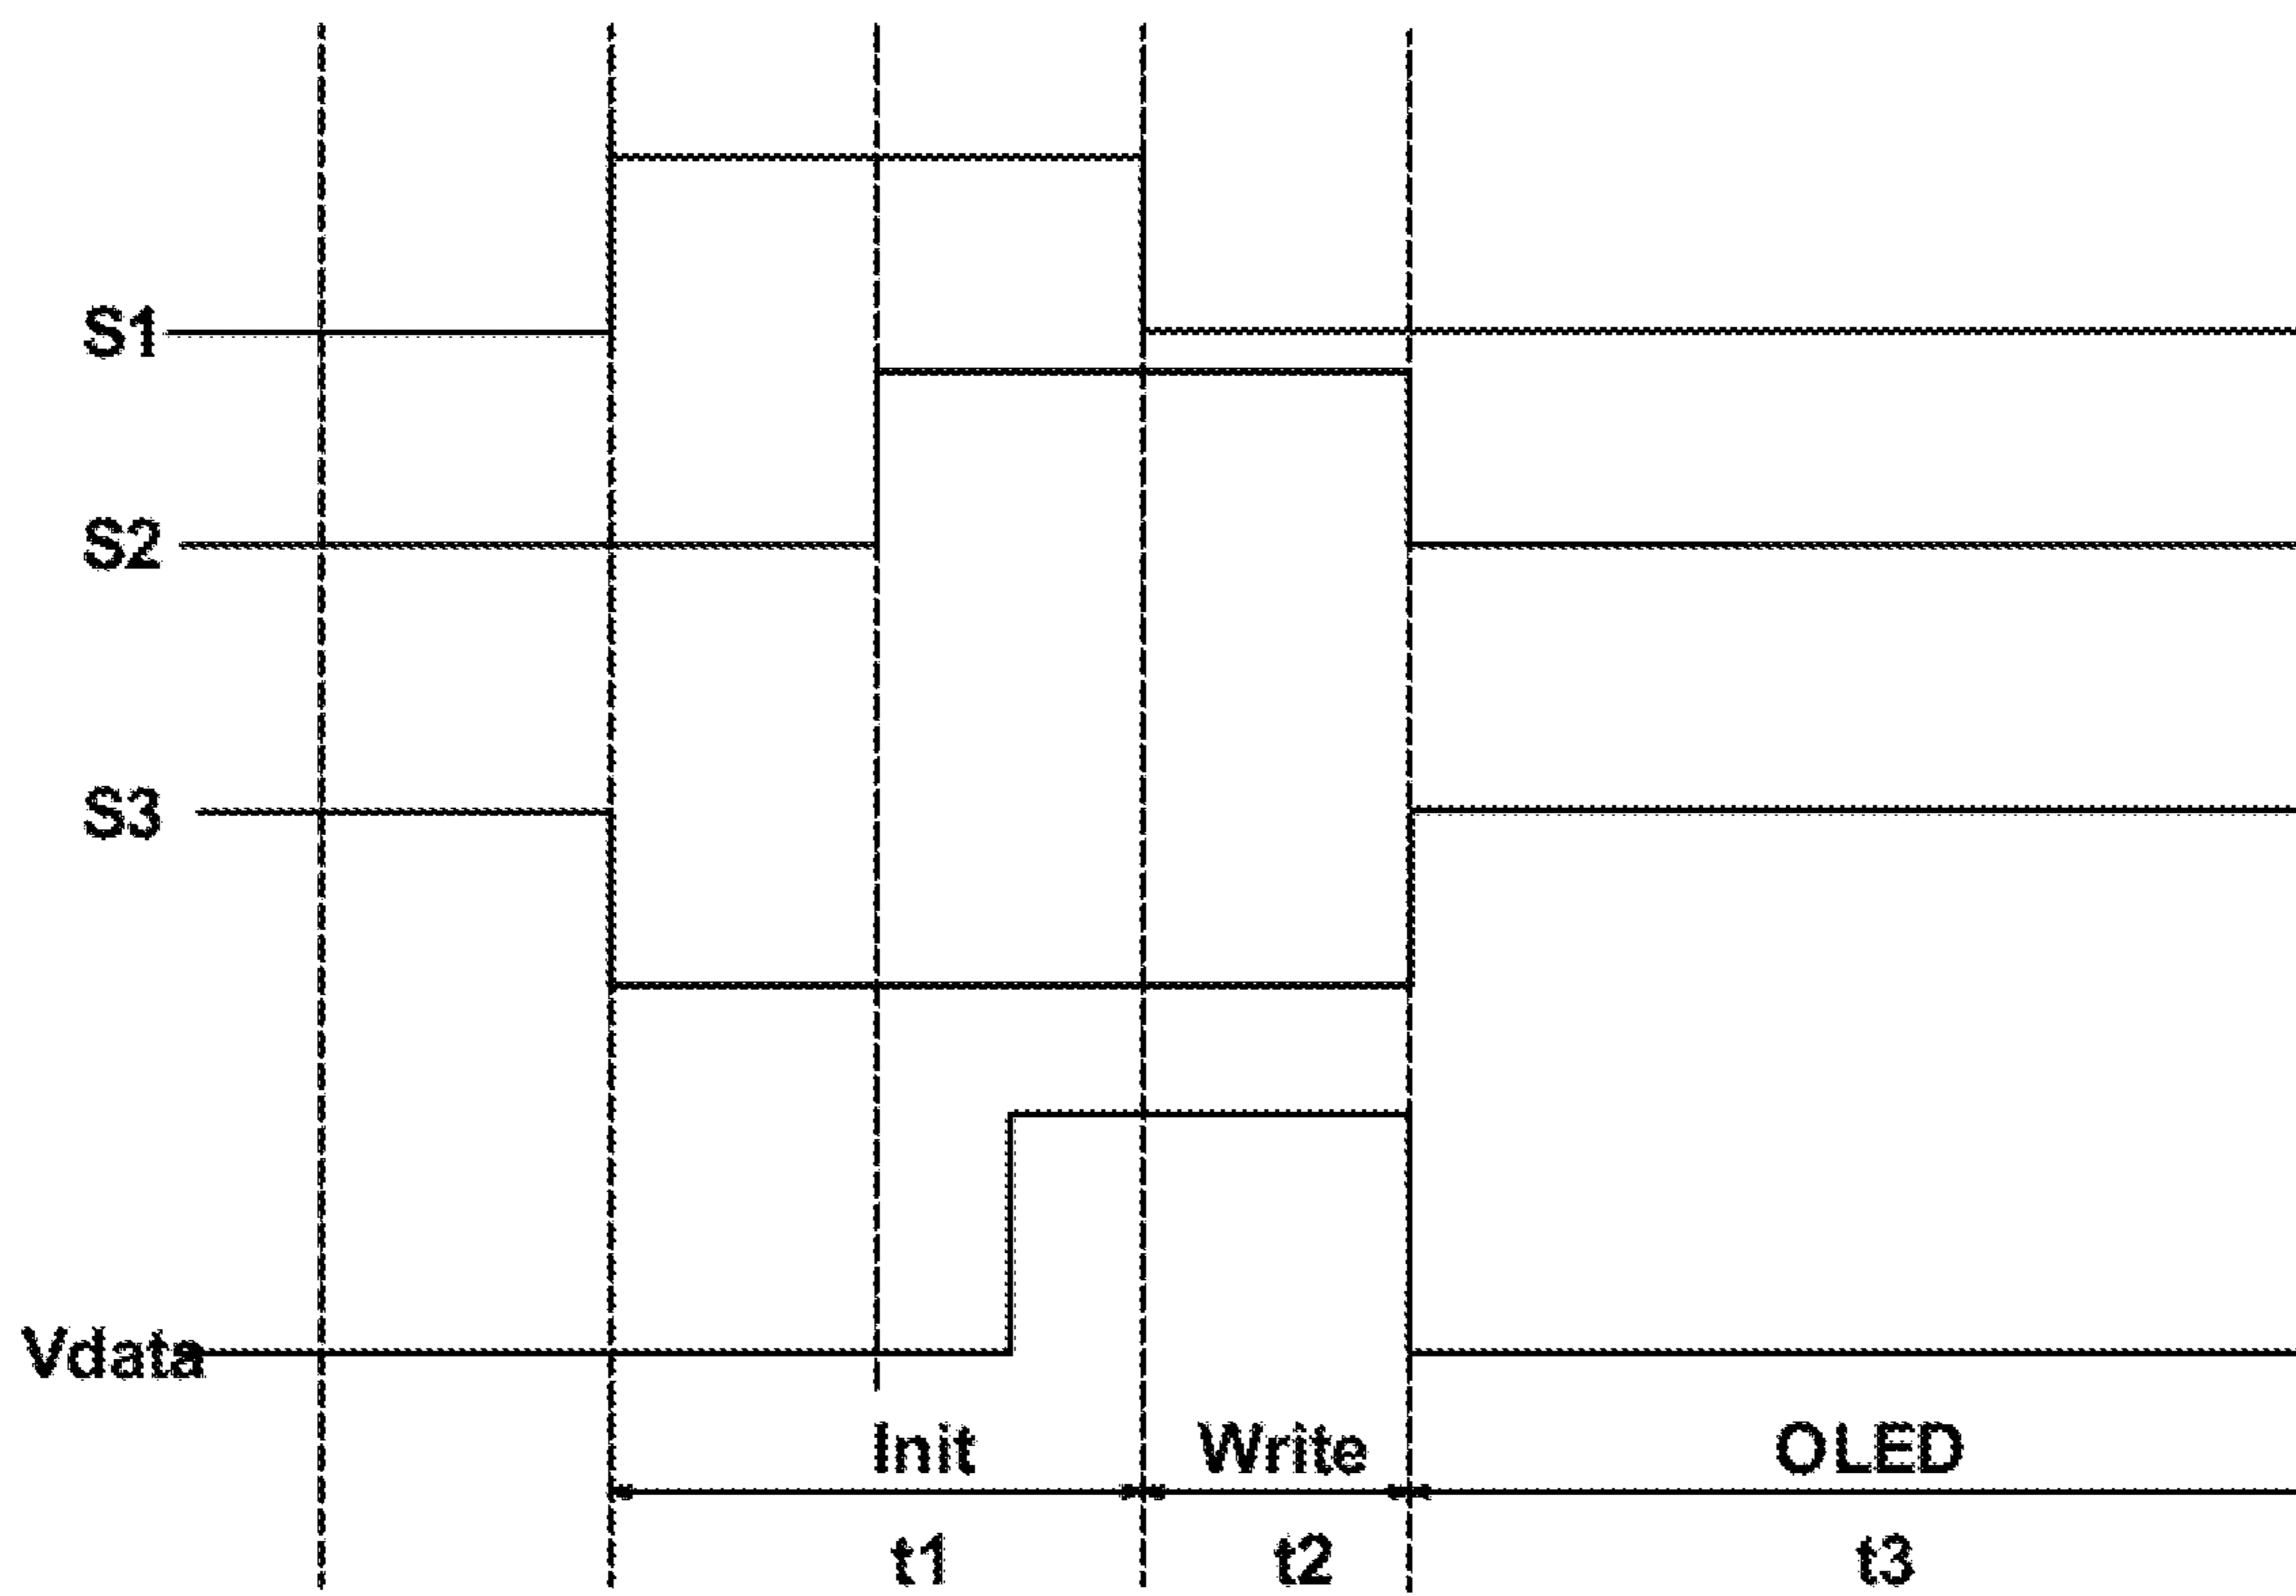 S1
S2
S3
Vdata
Init Write OLED
t1 t2 t3